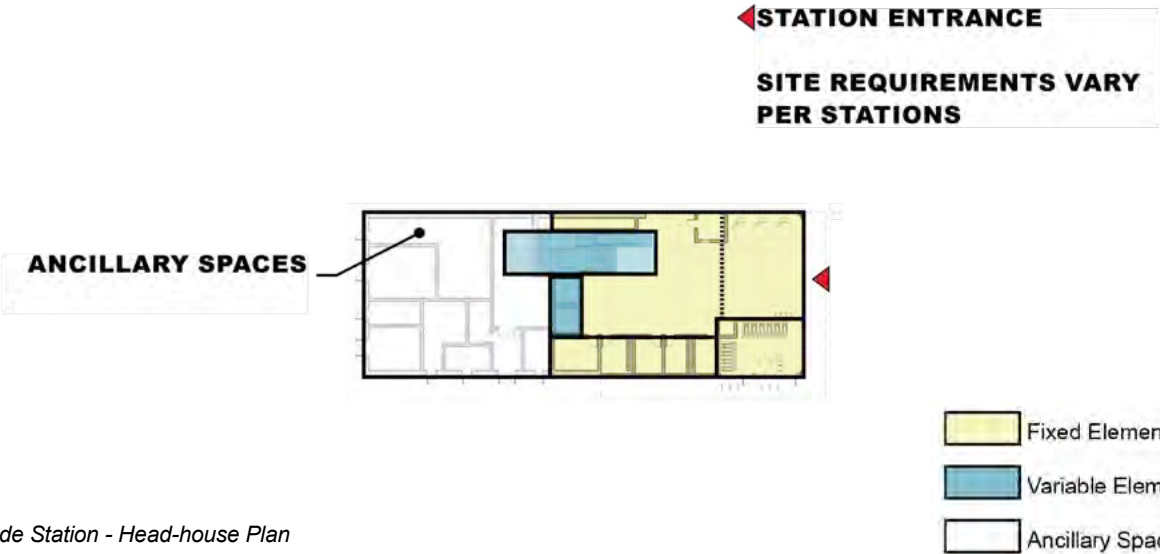 STATION ENTRANCE
SITE REQUIREMENTS VARY
PER STATIONS
ANCILLARY SPACES
Fixed Elemen
Variable Elem
Ancillary Spac
de Station - Head-house Plan